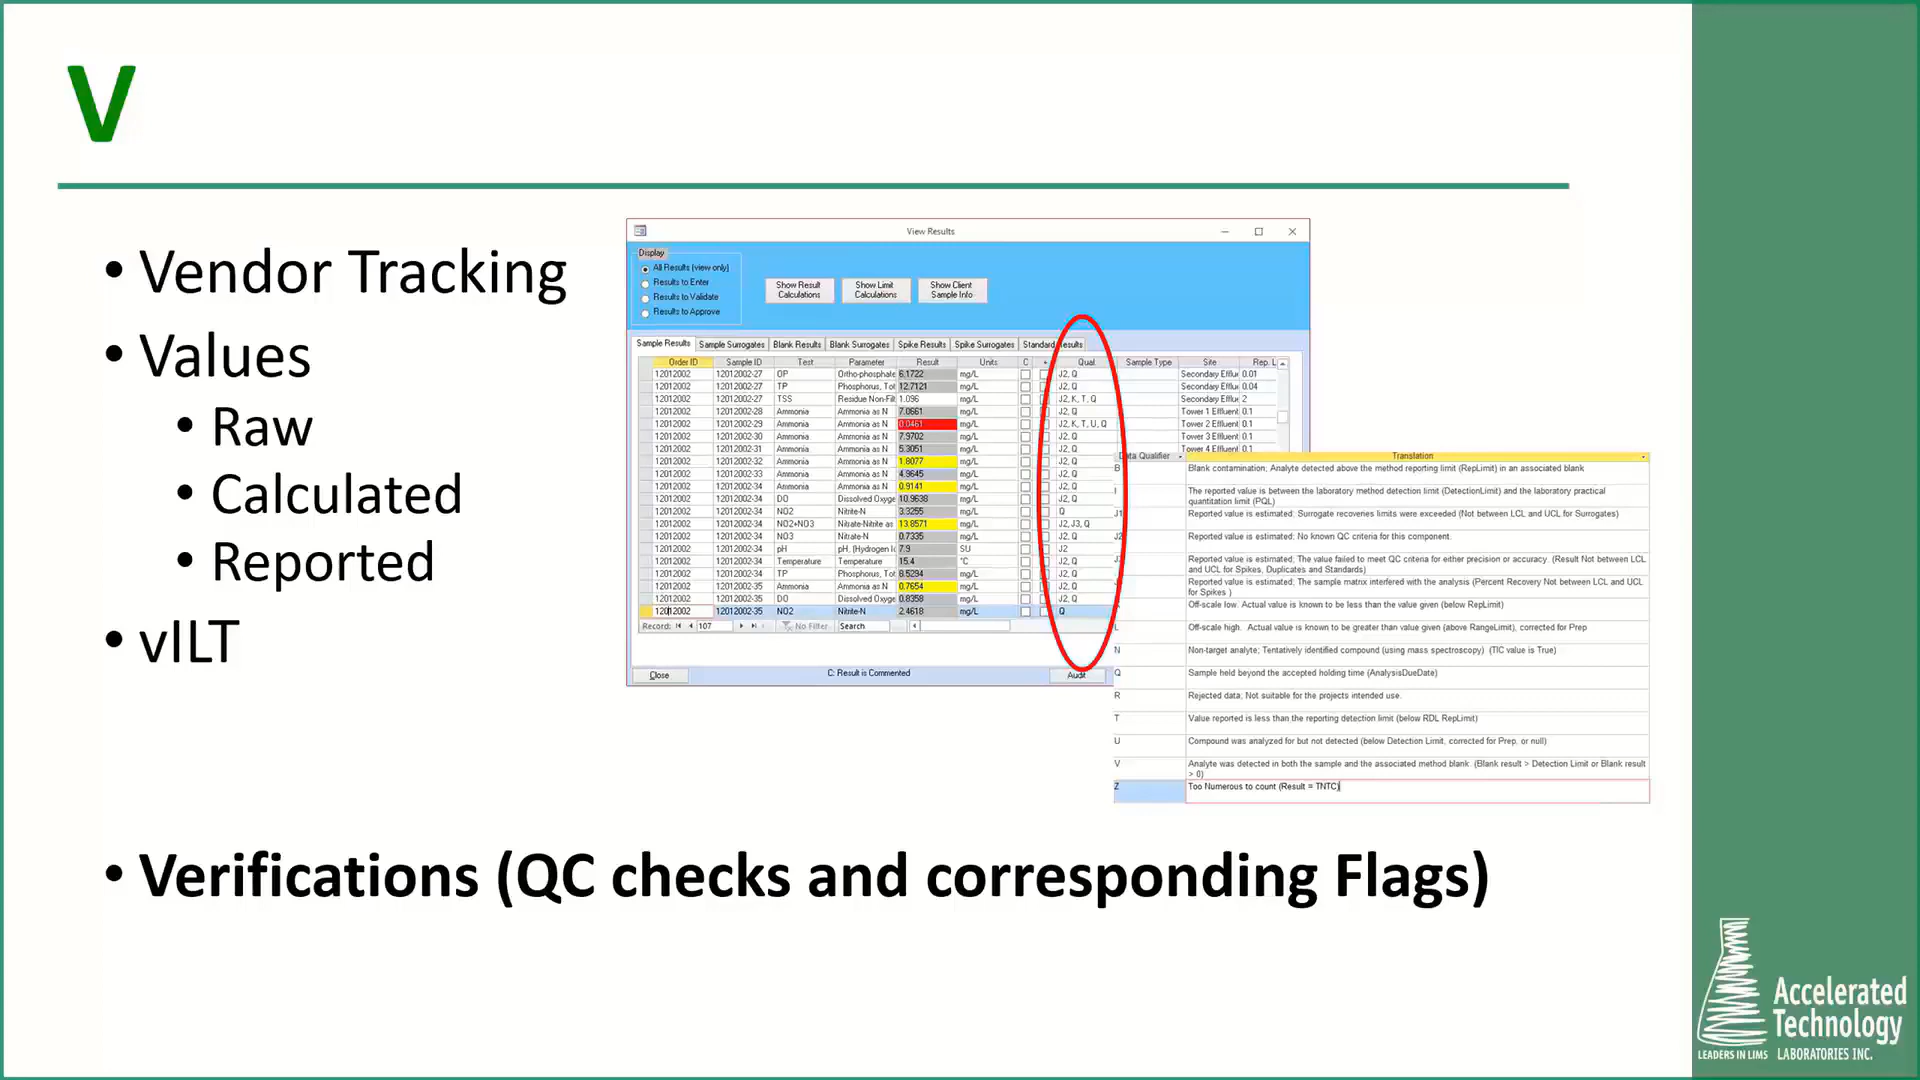 V
• Vendor Tracking
• Values
• Raw
• Calculated
• Reported
• vILT
• Verifications (QC checks and corresponding Flags)
View Results
Display
All Results (view only)
Results to Enter
Results to Validate
Results to Approve
Show Result Calculations
Show Limit Calculations
Show Client Sample Info
Sample Results Sample Surrogates Blank Results Blank Surrogates Spike Results Spike Surrogates Standard Results
Order ID Sample ID Test Parameter Result Units C + Qual Sample Type Site Rep. L
12012002 12012002-27 OP Ortho-phosphate 6.1722 mg/L J2, Q Secondary Efflu 0.01
12012002 12012002-27 TP Phosphorus, Tot 12.7121 mg/L J2, Q Secondary Efflu 0.04
12012002 12012002-27 TSS Residue Non-Filt 1.096 mg/L J2, K, T, Q Secondary Efflu 2
12012002 12012002-28 Ammonia Ammonia as N 7.0661 mg/L J2, Q Tower 1 Effluent 0.1
12012002 12012002-29 Ammonia Ammonia as N 0.0461 mg/L J2, K, T, U, Q Tower 2 Effluent 0.1
12012002 12012002-30 Ammonia Ammonia as N 7.9702 mg/L J2, Q Tower 3 Effluent 0.1
12012002 12012002-31 Ammonia Ammonia as N 5.3051 mg/L J2, Q Tower 4 Effluent 0.1
12012002 12012002-32 Ammonia Ammonia as N 1.8077 mg/L J2, Q
12012002 12012002-33 Ammonia Ammonia as N 4.9645 mg/L J2, Q
12012002 12012002-34 Ammonia Ammonia as N 0.9141 mg/L J2, Q
12012002 12012002-34 DO Dissolved Oxyge 10.9638 mg/L J2, Q
12012002 12012002-34 NO2 Nitrite-N 3.3255 mg/L Q
12012002 12012002-34 NO2+NO3 Nitrate-Nitrite as 13.8571 mg/L J2, J3, Q
12012002 12012002-34 NO3 Nitrate-N 0.7335 mg/L J2, Q
12012002 12012002-34 pH pH, (Hydrogen Ic 7.9 SU J2
12012002 12012002-34 Temperature Temperature 15.4 °C J2, Q
12012002 12012002-34 TP Phosphorus, Tot 8.5294 mg/L J2, Q
12012002 12012002-35 Ammonia Ammonia as N 0.7654 mg/L J2, Q
12012002 12012002-35 DO Dissolved Oxyge 0.8358 mg/L J2, Q
12012002 12012002-35 NO2 Nitrite-N 2.4618 mg/L Q
Record: 107 No Filter Search
Close C: Result is Commented Audit
Data Qualifier Translation
B Blank contamination; Analyte detected above the method reporting limit (RepLimit) in an associated blank
I The reported value is between the laboratory method detection limit (DetectionLimit) and the laboratory practical
quantitation limit (PQL)
J1 Reported value is estimated; Surrogate recoveries limits were exceeded (Not between LCL and UCL for Surrogates)
J2 Reported value is estimated; No known QC criteria for this component.
Reported value is estimated; The value failed to meet QC criteria for either precision or accuracy. (Result Not between LCL
and UCL for Spikes, Duplicates and Standards)
Reported value is estimated; The sample matrix interfered with the analysis (Percent Recovery Not between LCL and UCL
for Spikes )
Off-scale low. Actual value is known to be less than the value given (below RepLimit)
L Off-scale high. Actual value is known to be greater than value given (above RangeLimit), corrected for Prep
N Non-target analyte; Tentatively identified compound (using mass spectroscopy) (TIC value is True)
Q Sample held beyond the accepted holding time (AnalysisDueDate)
R Rejected data; Not suitable for the projects intended use.
T Value reported is less than the reporting detection limit (below RDL RepLimit)
U Compound was analyzed for but not detected (below Detection Limit, corrected for Prep. or null)
V Analyte was detected in both the sample and the associated method blank. (Blank result > Detection Limit or Blank result
> 0)
Z Too Numerous to count (Result = TNTC)
Accelerated
Technology
LEADERS IN LIMS LABORATORIES INC.